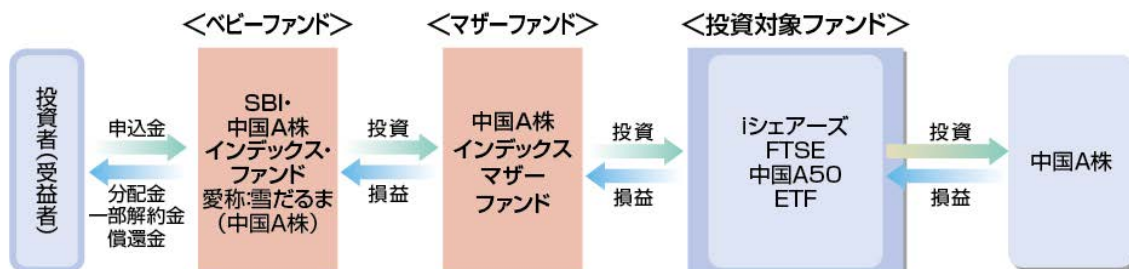 ＜ベビーファンド＞
＜マザーファンド＞
＜投資対象ファンド＞
投資者(受益者)
申込金
分配金
一部解約金
償還金
SBI・
中国A株
インデックス・
ファンド
愛称:雪だるま
(中国A株)
投資
損益
中国A株
インデックス
マザー
ファンド
投資
損益
iシェアーズ
FTSE
中国A50
ETF
投資
損益
中国A株